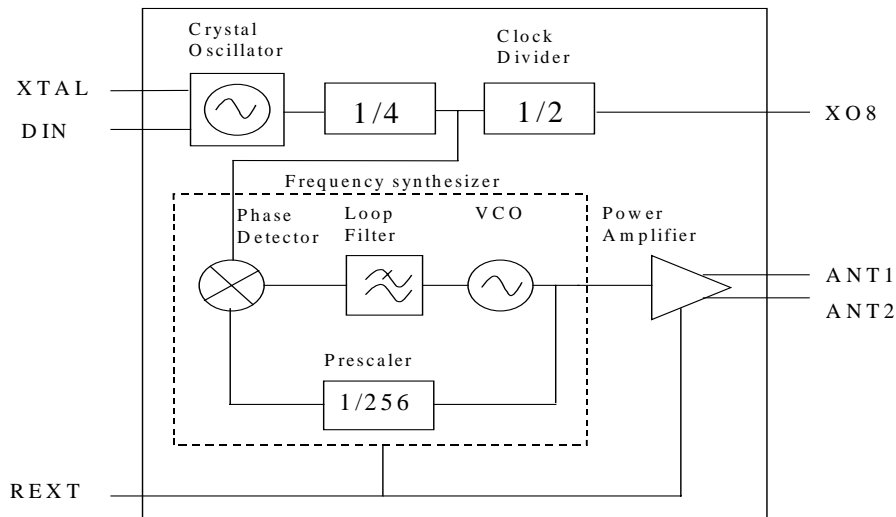 Crystal
Oscillator
Clock
Divider
XTAL
DIN
1/4
1/2
XO8
Frequency synthesizer
Phase
Detector
Loop
Filter
VCO
Power
Amplifier
ANT1
ANT2
Prescaler
1/256
REXT